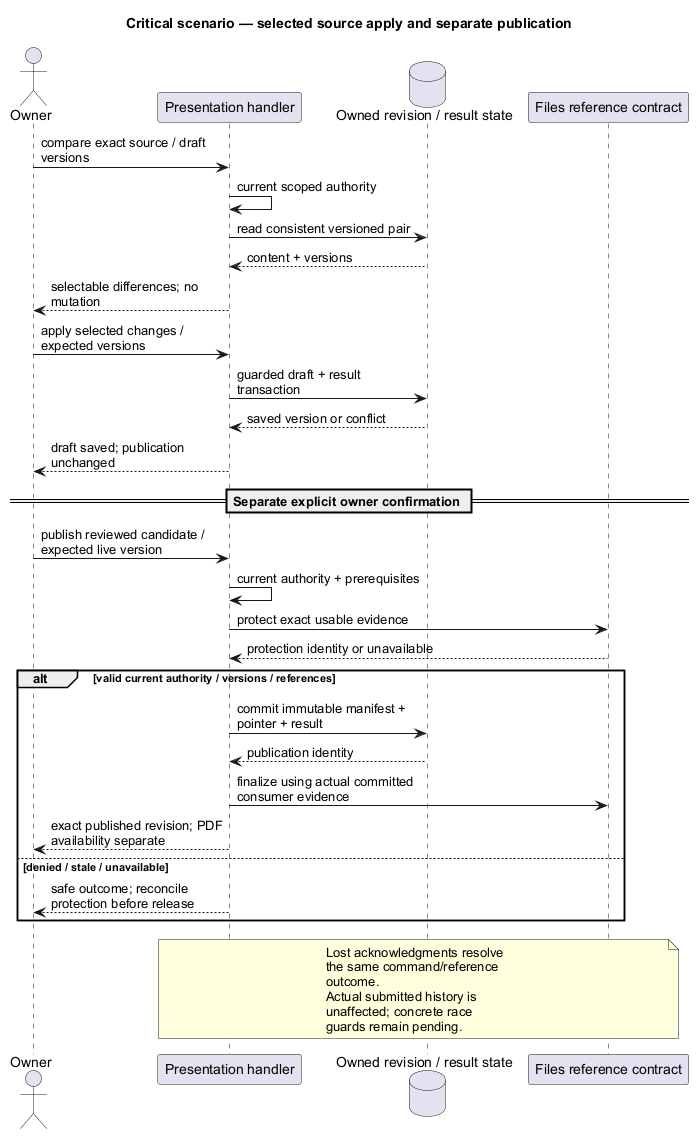 Critical scenario — selected source apply and separate publication
Owner
Presentation handler
Owned revision / result state
Files reference contract
compare exact source / draft
versions
current scoped authority
read consistent versioned pair
content + versions
selectable differences; no
mutation
apply selected changes /
expected versions
guarded draft + result
transaction
saved version or conflict
draft saved; publication
unchanged
Separate explicit owner confirmation
publish reviewed candidate /
expected live version
current authority + prerequisites
protect exact usable evidence
protection identity or unavailable
alt
[valid current authority / versions / references]
commit immutable manifest +
pointer + result
publication identity
finalize using actual committed
consumer evidence
exact published revision; PDF
availability separate
[denied / stale / unavailable]
safe outcome; reconcile
protection before release
Lost acknowledgments resolve
the same command/reference
outcome.
Actual submitted history is
unaffected; concrete race
guards remain pending.
Owner
Presentation handler
Owned revision / result state
Files reference contract